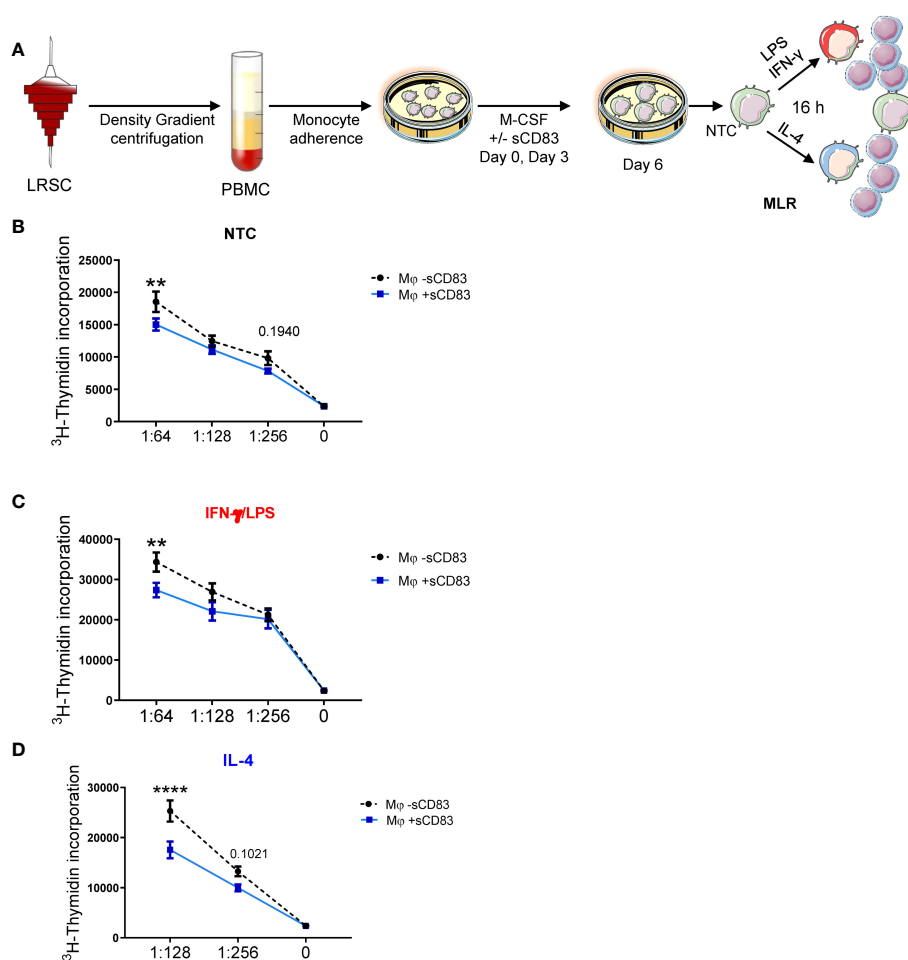 A
LRSC
Density Gradient
centrifugation
PBMC
Monocyte
adherence
M-CSF
+/- sCD83
Day 0, Day 3
Day 6
NTC
LPS
IFN-γ
16 h
IL-4
MLR
B
NTC
³H-Thymidin incorporation
25000
20000
15000
10000
5000
0
**
0.1940
1:64 1:128 1:256 0
Mφ -sCD83
Mφ +sCD83
C
IFN-γ/LPS
³H-Thymidin incorporation
40000
30000
20000
10000
0
**
1:64 1:128 1:256 0
Mφ -sCD83
Mφ +sCD83
D
IL-4
³H-Thymidin incorporation
30000
20000
10000
0
****
0.1021
1:128 1:256 0
Mφ -sCD83
Mφ +sCD83